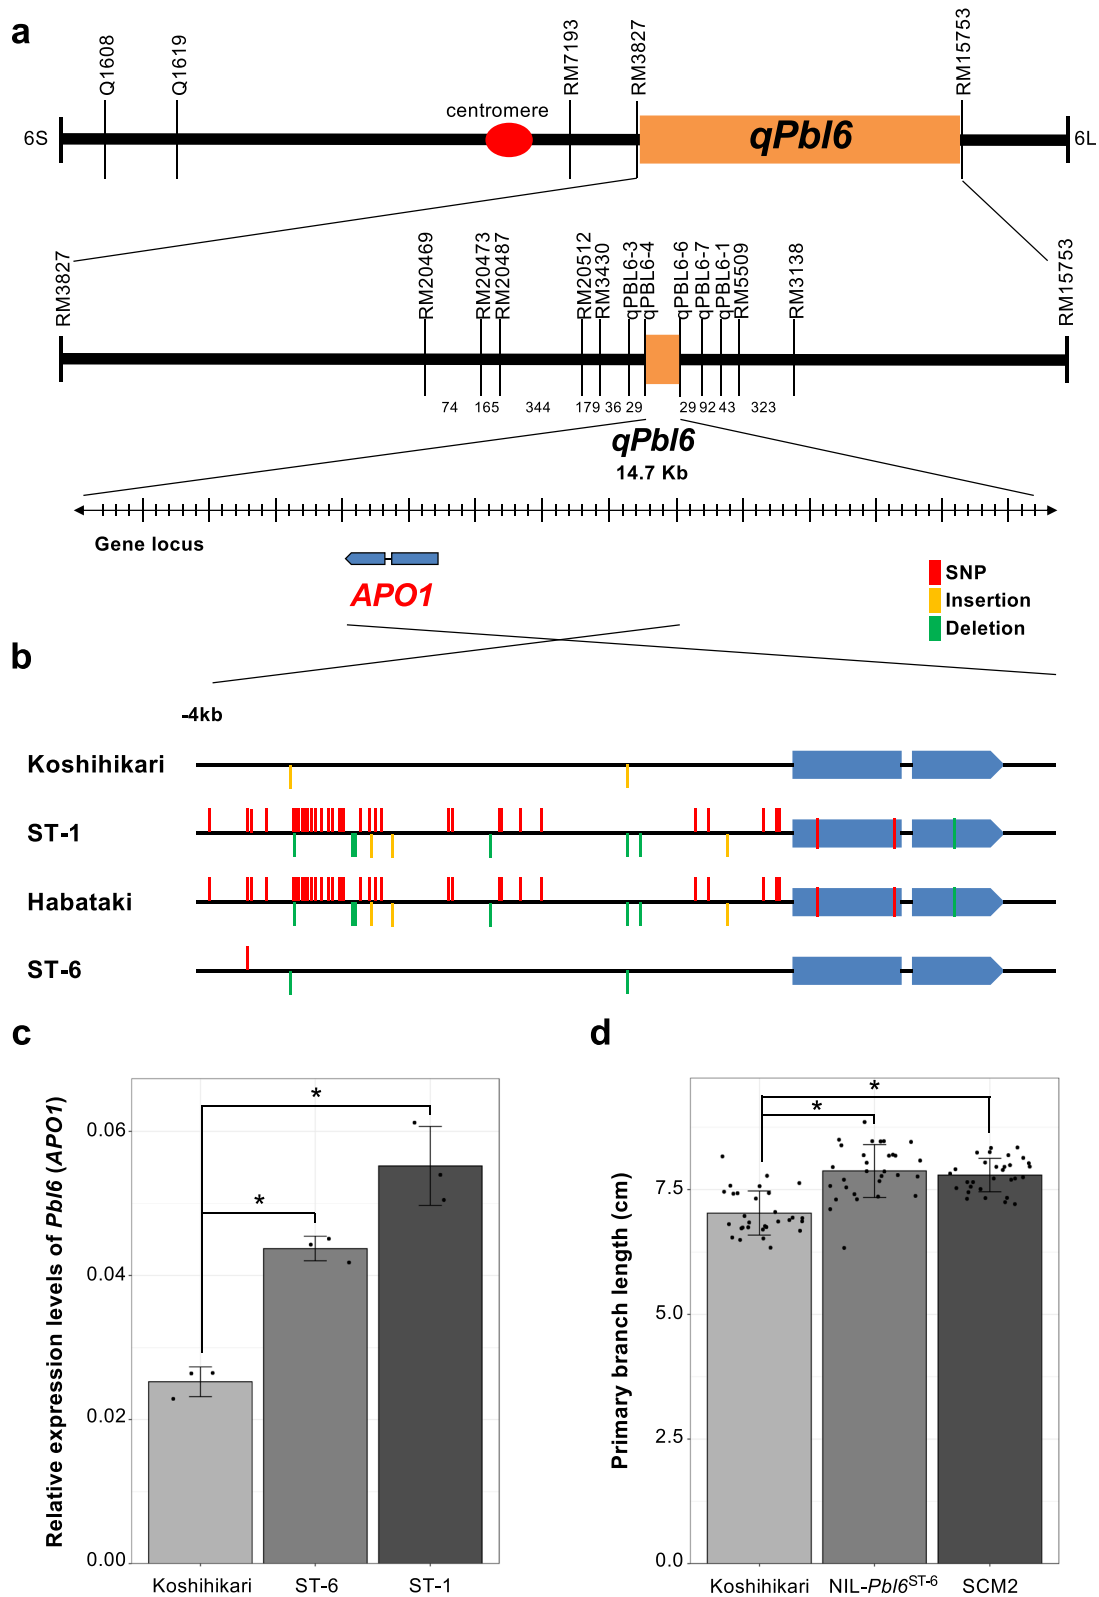 a
Q1608
Q1619
RM7193
RM3827
RM15753
centromere
6S
qPbl6
6L
RM3827
RM20469
RM20473
RM20487
RM20512
RM3430
qPBL6-3
qPBL6-4
qPBL6-6
qPBL6-7
qPBL6-1
RM5509
RM3138
RM15753
74 165 344 179 36 29 29 92 43 323
qPbl6
14.7 Kb
Gene locus
APO1
SNP
Insertion
Deletion
b
-4kb
Koshihikari
ST-1
Habataki
ST-6
c
Relative expression levels of Pbl6 (APO1)
0.06
0.04
0.02
0.00
*
*
Koshihikari ST-6 ST-1
d
Primary branch length (cm)
7.5
5.0
2.5
0.0
*
*
Koshihikari NIL-Pbl6ST-6 SCM2